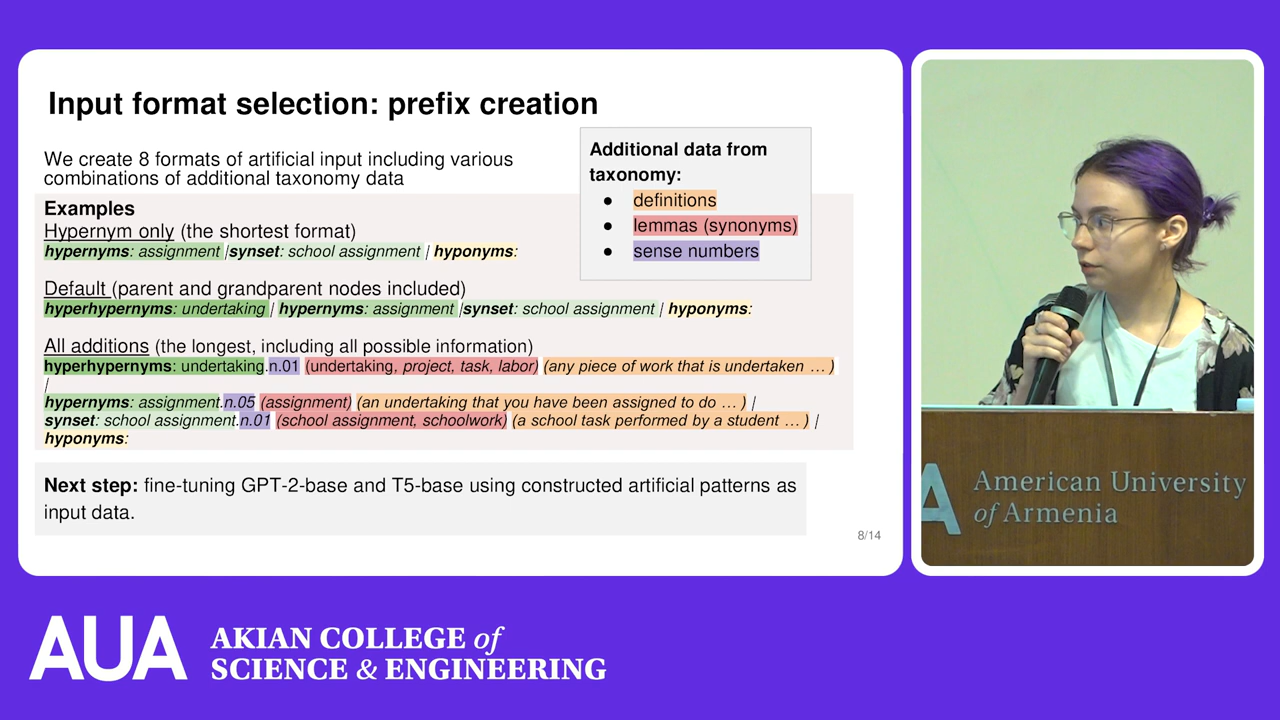 Input format selection: prefix creation
We create 8 formats of artificial input including various
combinations of additional taxonomy data
Additional data from
taxonomy:
● definitions
● lemmas (synonyms)
● sense numbers
Examples
Hypernym only (the shortest format)
hypernyms: assignment |synset: school assignment | hyponyms:
Default (parent and grandparent nodes included)
hyperhypernyms: undertaking | hypernyms: assignment |synset: school assignment | hyponyms:
All additions (the longest, including all possible information)
hyperhypernyms: undertaking.n.01 (undertaking, project, task, labor) (any piece of work that is undertaken … )
|
hypernyms: assignment.n.05 (assignment) (an undertaking that you have been assigned to do … ) |
synset: school assignment.n.01 (school assignment, schoolwork) (a school task performed by a student … ) |
hyponyms:
Next step: fine-tuning GPT-2-base and T5-base using constructed artificial patterns as
input data.
8/14
A American University
of Armenia
AUA AKIAN COLLEGE of
SCIENCE & ENGINEERING